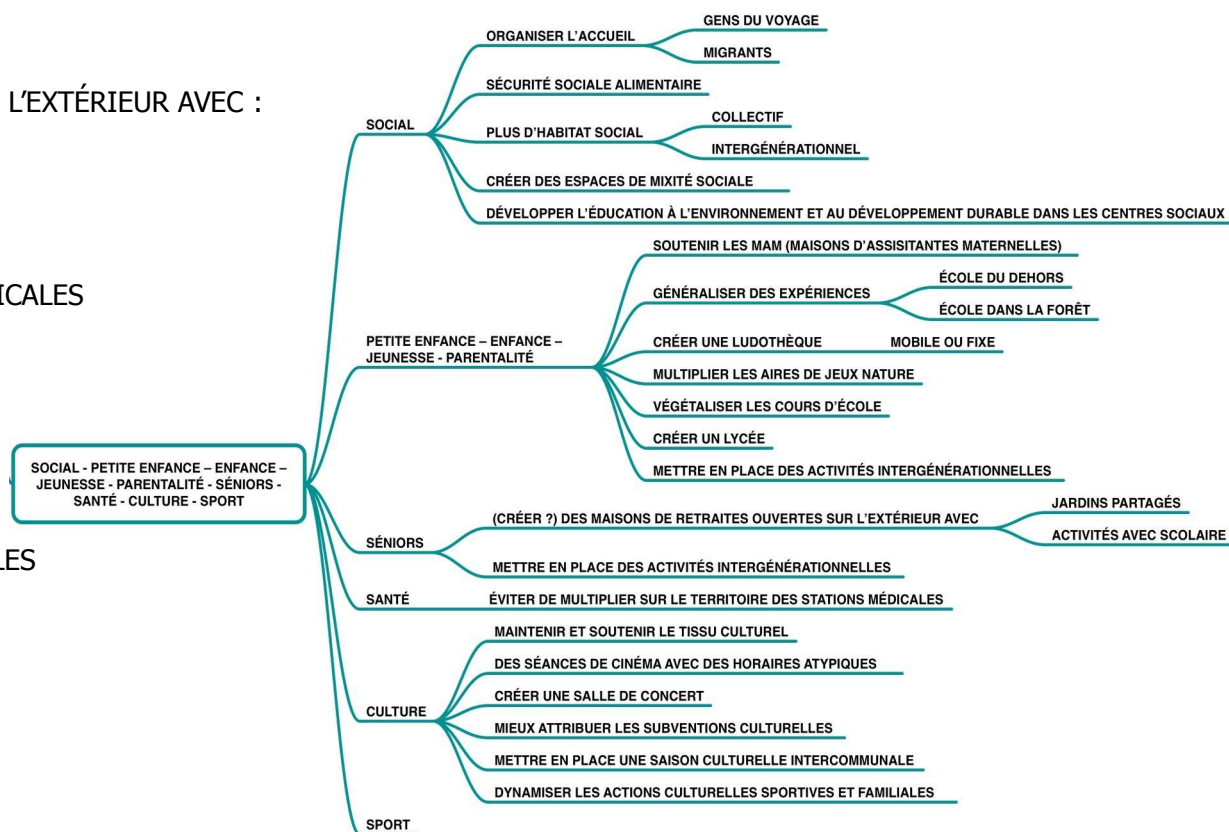 L'EXTÉRIEUR AVEC :
ICALES
LES
SOCIAL - PETITE ENFANCE – ENFANCE –
JEUNESSE - PARENTALITÉ - SÉNIORS -
SANTÉ - CULTURE - SPORT
SOCIAL
ORGANISER L'ACCUEIL
GENS DU VOYAGE
MIGRANTS
SÉCURITÉ SOCIALE ALIMENTAIRE
PLUS D'HABITAT SOCIAL
COLLECTIF
INTERGÉNÉRATIONNEL
CRÉER DES ESPACES DE MIXITÉ SOCIALE
DÉVELOPPER L'ÉDUCATION À L'ENVIRONNEMENT ET AU DÉVELOPPEMENT DURABLE DANS LES CENTRES SOCIAUX
PETITE ENFANCE – ENFANCE –
JEUNESSE - PARENTALITÉ
SOUTENIR LES MAM (MAISONS D'ASSISITANTES MATERNELLES)
GÉNÉRALISER DES EXPÉRIENCES
ÉCOLE DU DEHORS
ÉCOLE DANS LA FORÊT
CRÉER UNE LUDOTHÈQUE
MOBILE OU FIXE
MULTIPLIER LES AIRES DE JEUX NATURE
VÉGÉTALISER LES COURS D'ÉCOLE
CRÉER UN LYCÉE
METTRE EN PLACE DES ACTIVITÉS INTERGÉNÉRATIONNELLES
SÉNIORS
(CRÉER ?) DES MAISONS DE RETRAITES OUVERTES SUR L'EXTÉRIEUR AVEC
JARDINS PARTAGÉS
ACTIVITÉS AVEC SCOLAIRE
METTRE EN PLACE DES ACTIVITÉS INTERGÉNÉRATIONNELLES
SANTÉ
ÉVITER DE MULTIPLIER SUR LE TERRITOIRE DES STATIONS MÉDICALES
CULTURE
MAINTENIR ET SOUTENIR LE TISSU CULTUREL
DES SÉANCES DE CINÉMA AVEC DES HORAIRES ATYPIQUES
CRÉER UNE SALLE DE CONCERT
MIEUX ATTRIBUER LES SUBVENTIONS CULTURELLES
METTRE EN PLACE UNE SAISON CULTURELLE INTERCOMMUNALE
DYNAMISER LES ACTIONS CULTURELLES SPORTIVES ET FAMILIALES
SPORT